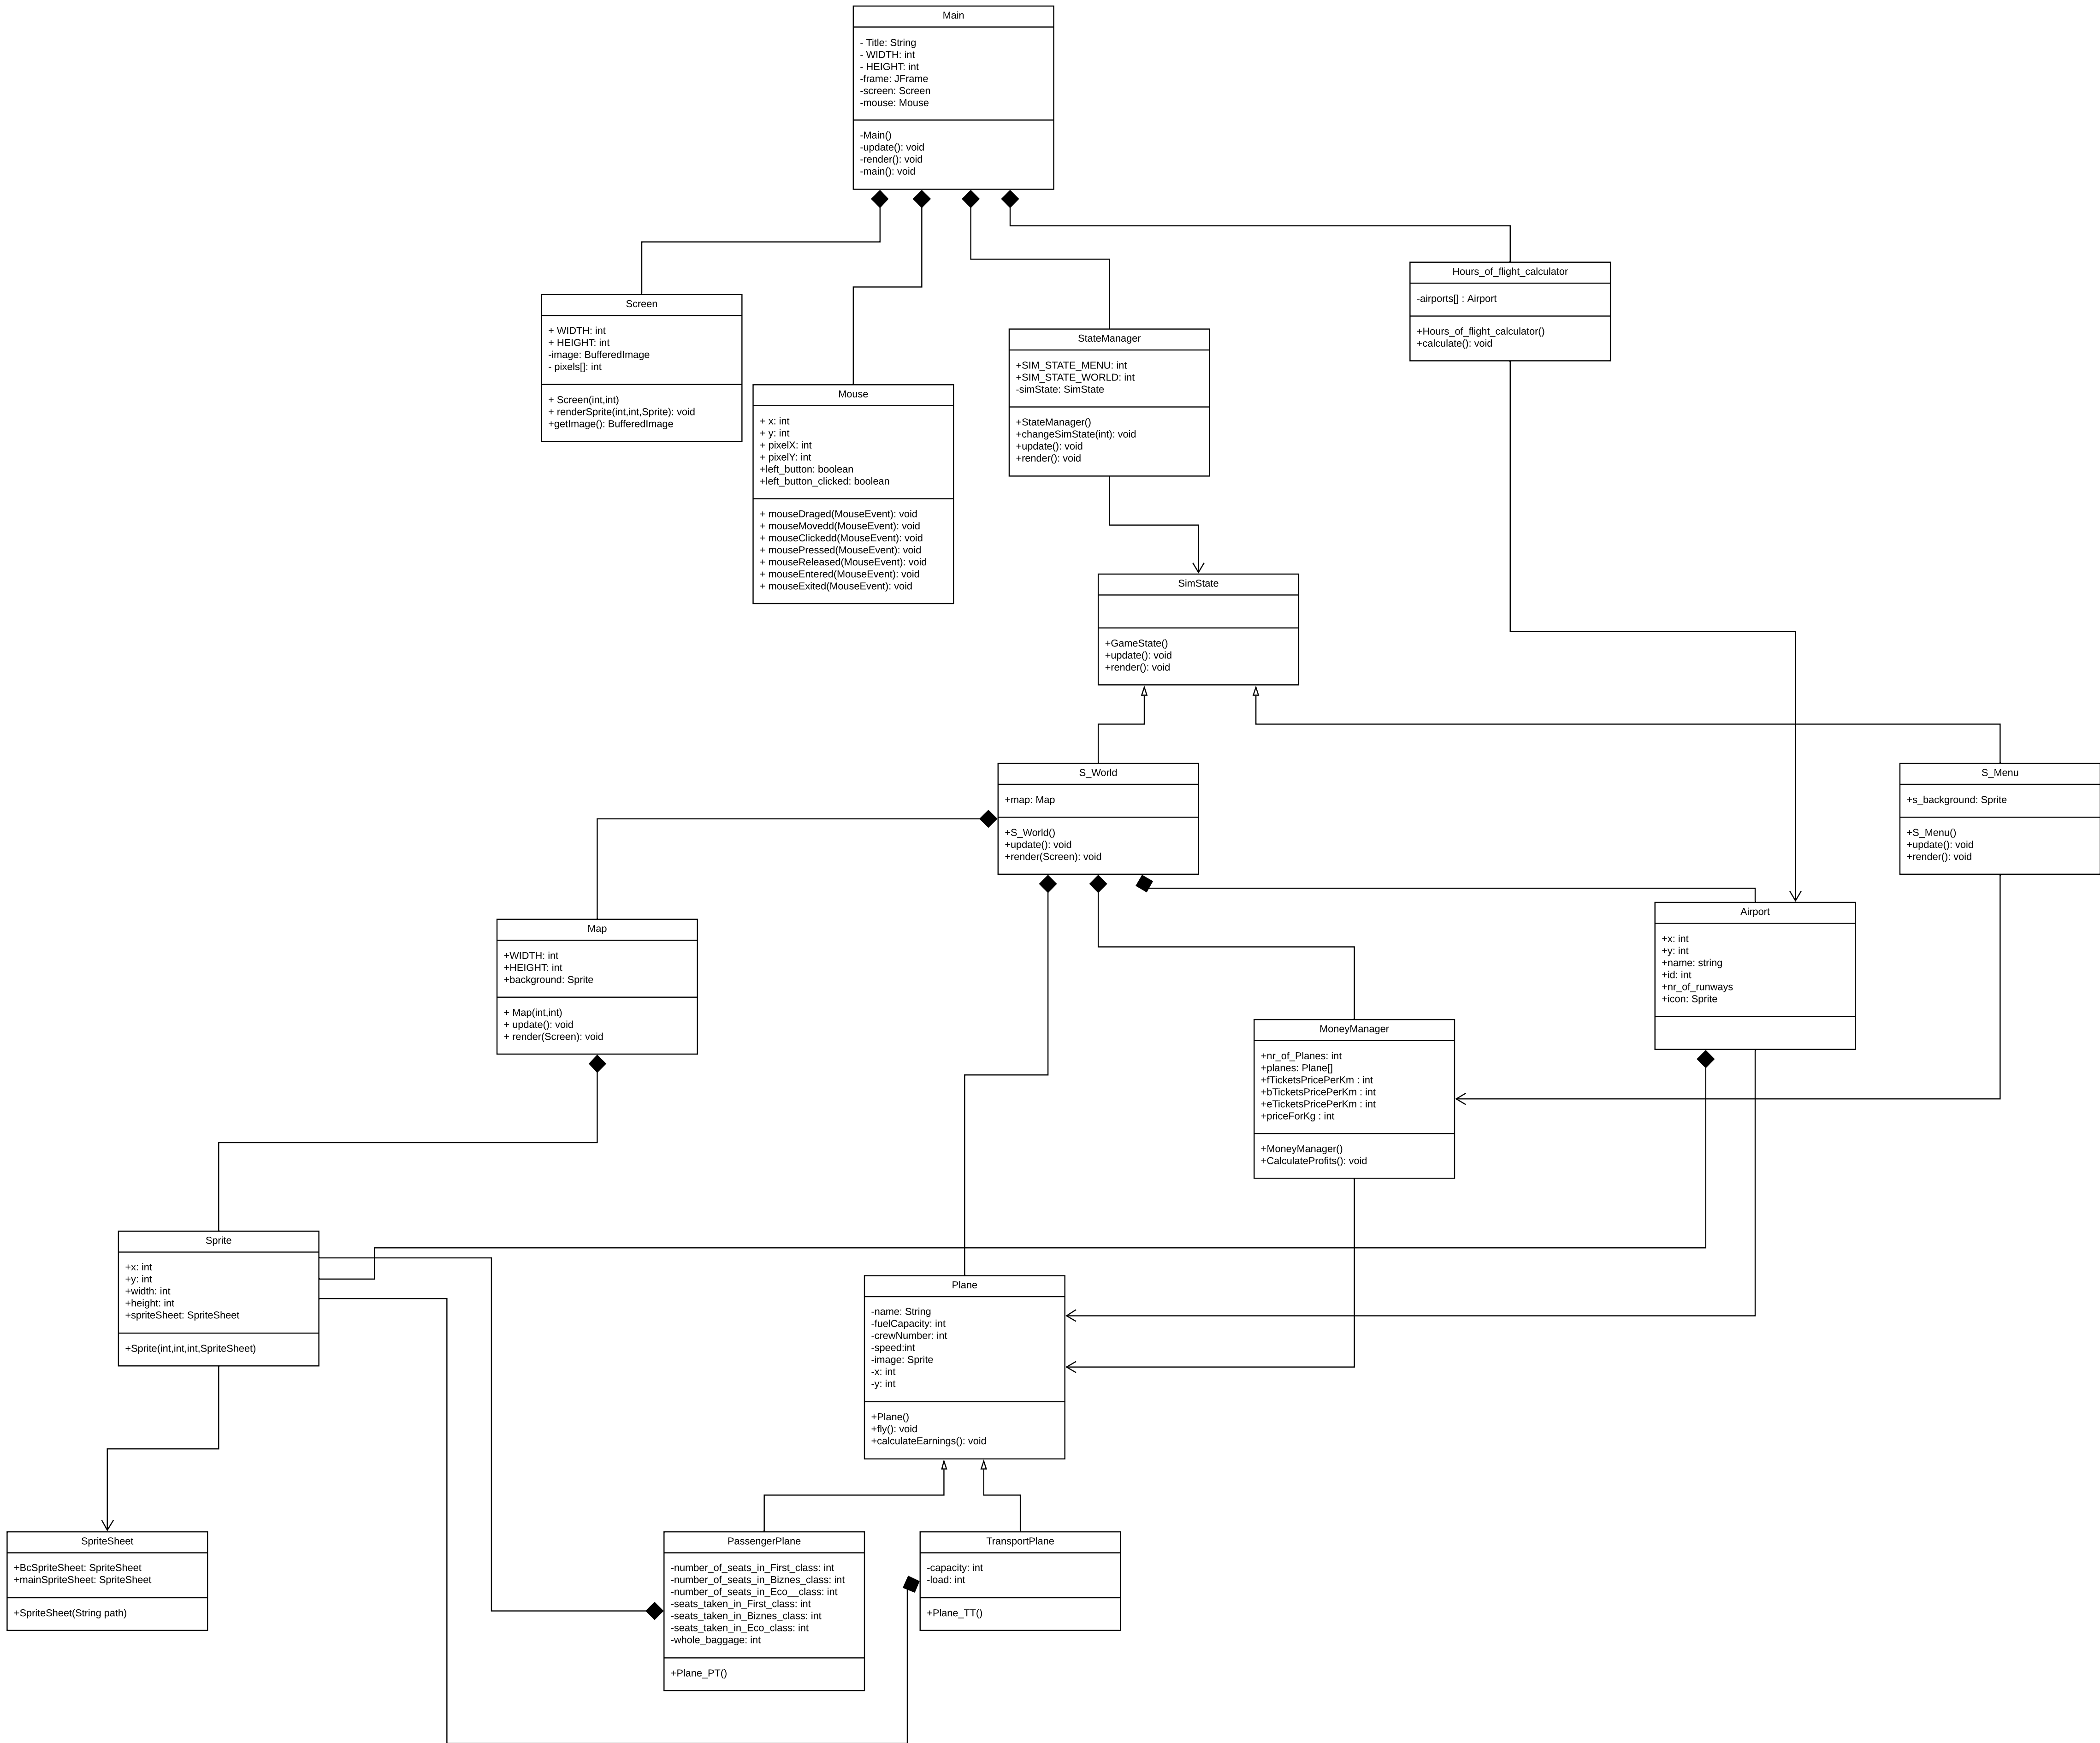 Main
- Title: String
- WIDTH: int
- HEIGHT: int
-frame: JFrame
-screen: Screen
-mouse: Mouse
-Main()
-update(): void
-render(): void
-main(): void
Hours_of_flight_calculator
-airports[] : Airport
+Hours_of_flight_calculator()
+calculate(): void
Screen
+ WIDTH: int
+ HEIGHT: int
-image: BufferedImage
- pixels[]: int
+ Screen(int,int)
+ renderSprite(int,int,Sprite): void
+getImage(): BufferedImage
StateManager
+SIM_STATE_MENU: int
+SIM_STATE_WORLD: int
-simState: SimState
+StateManager()
+changeSimState(int): void
+update(): void
+render(): void
Mouse
+ x: int
+ y: int
+ pixelX: int
+ pixelY: int
+left_button: boolean
+left_button_clicked: boolean
+ mouseDraged(MouseEvent): void
+ mouseMovedd(MouseEvent): void
+ mouseClickedd(MouseEvent): void
+ mousePressed(MouseEvent): void
+ mouseReleased(MouseEvent): void
+ mouseEntered(MouseEvent): void
+ mouseExited(MouseEvent): void
SimState
+GameState()
+update(): void
+render(): void
S_World
+map: Map
+S_World()
+update(): void
+render(Screen): void
S_Menu
+s_background: Sprite
+S_Menu()
+update(): void
+render(): void
Map
+WIDTH: int
+HEIGHT: int
+background: Sprite
+ Map(int,int)
+ update(): void
+ render(Screen): void
Airport
+x: int
+y: int
+name: string
+id: int
+nr_of_runways
+icon: Sprite
MoneyManager
+nr_of_Planes: int
+planes: Plane[]
+fTicketsPricePerKm : int
+bTicketsPricePerKm : int
+eTicketsPricePerKm : int
+priceForKg : int
+MoneyManager()
+CalculateProfits(): void
Sprite
+x: int
+y: int
+width: int
+height: int
+spriteSheet: SpriteSheet
+Sprite(int,int,int,SpriteSheet)
Plane
-name: String
-fuelCapacity: int
-crewNumber: int
-speed:int
-image: Sprite
-x: int
-y: int
+Plane()
+fly(): void
+calculateEarnings(): void
SpriteSheet
+BcSpriteSheet: SpriteSheet
+mainSpriteSheet: SpriteSheet
+SpriteSheet(String path)
PassengerPlane
-number_of_seats_in_First_class: int
-number_of_seats_in_Biznes_class: int
-number_of_seats_in_Eco__class: int
-seats_taken_in_First_class: int
-seats_taken_in_Biznes_class: int
-seats_taken_in_Eco_class: int
-whole_baggage: int
+Plane_PT()
TransportPlane
-capacity: int
-load: int
+Plane_TT()